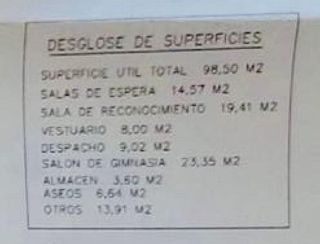 DESGLOSE DE SUPERFICIES
SUPERFICIE UTIL TOTAL 98,50 M2
SALAS DE ESPERA 14,57 M2
SALA DE RECONOCIMIENTO 19,41 M2
VESTUARIO 8,00 M2
DESPACHO 9,02 M2
SALON DE GIMNASIA 23,35 M2
ALMACEN 3,60 M2
ASEOS 6,64 M2
OTROS 13,91 M2